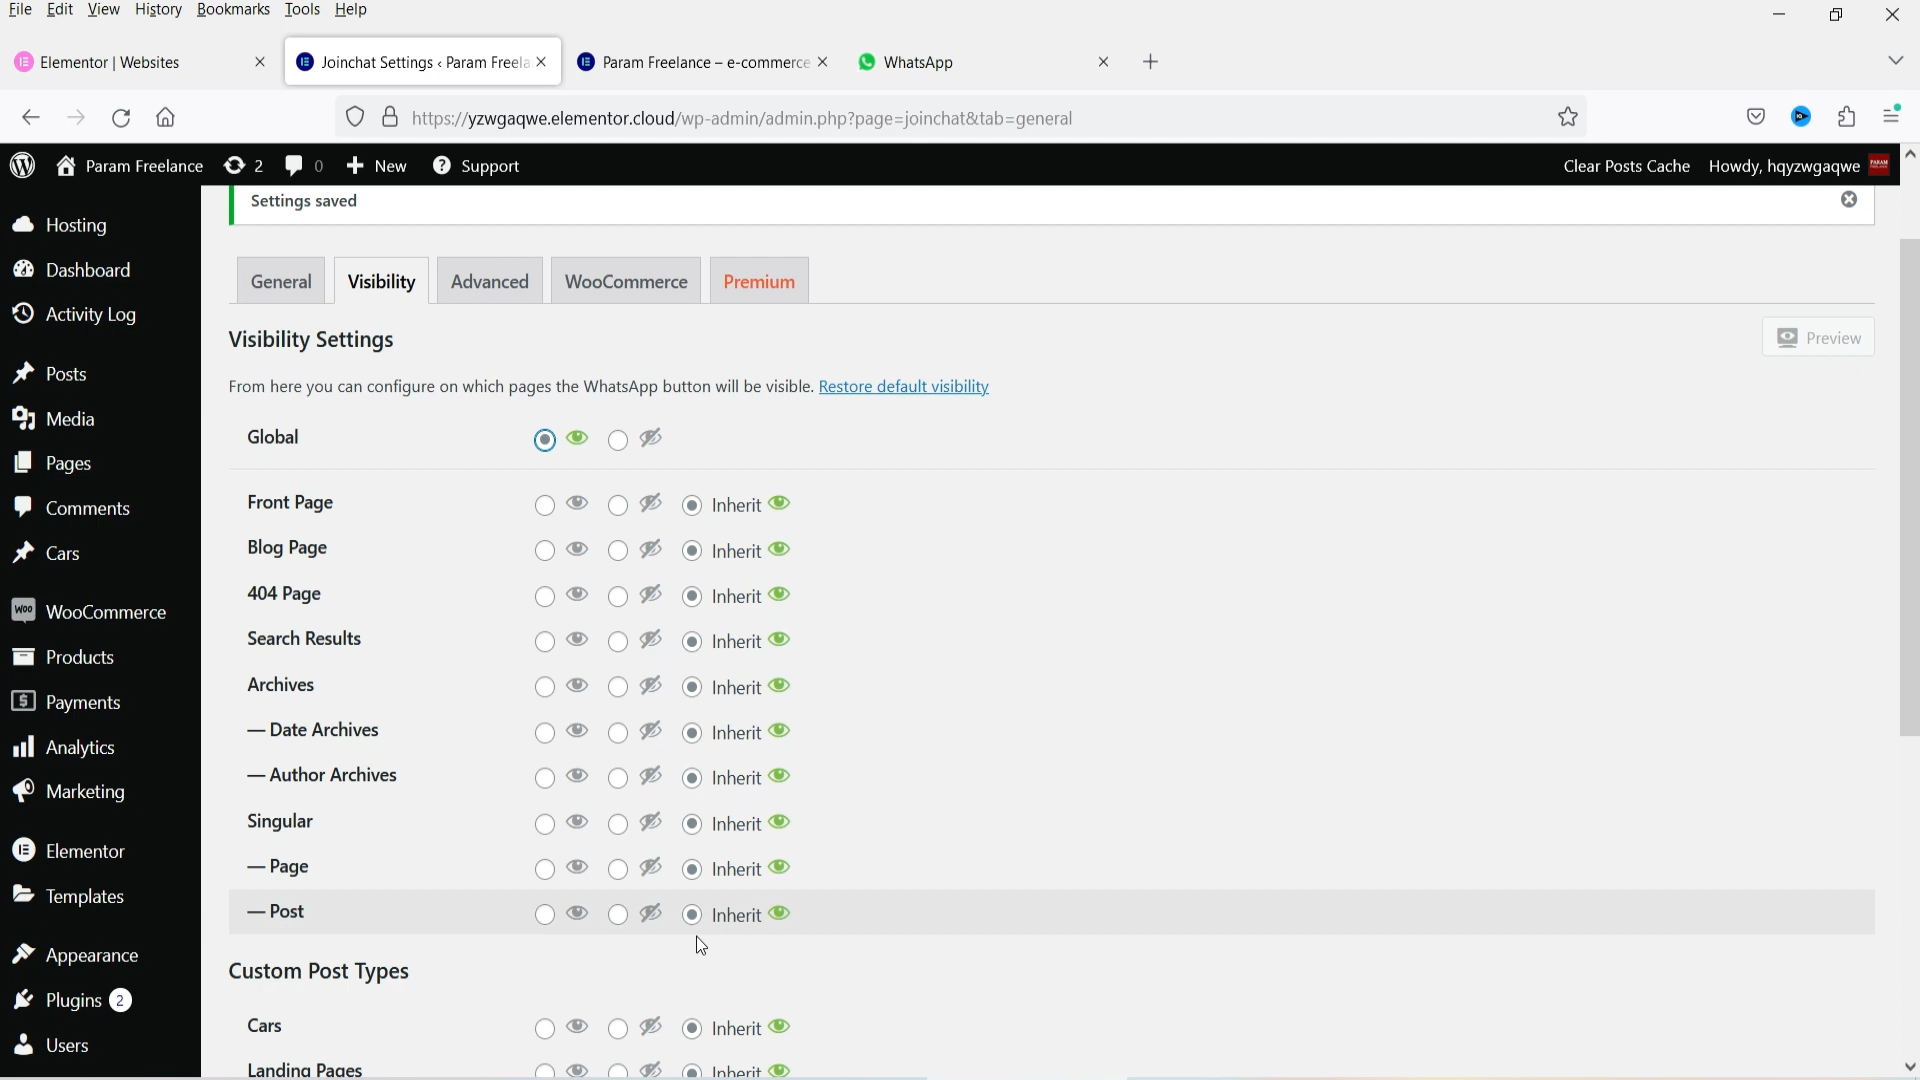 File Edit View History Bookmarks Tools Help
Elementor | Websites
Joinchat Settings ‹ Param Freela
Param Freelance – e-commerce
WhatsApp
https://yzwgaqwe.elementor.cloud/wp-admin/admin.php?page=joinchat&tab=general
Param Freelance 2 0 New Support
Clear Posts Cache Howdy, hqyzwgaqwe
Settings saved
Hosting
Dashboard
Activity Log
Posts
Media
Pages
Comments
Cars
WooCommerce
Products
Payments
Analytics
Marketing
Elementor
Templates
Appearance
Plugins 2
Users
General Visibility Advanced WooCommerce Premium
Visibility Settings
Preview
From here you can configure on which pages the WhatsApp button will be visible. Restore default visibility
Global
Front Page Inherit
Blog Page Inherit
404 Page Inherit
Search Results Inherit
Archives Inherit
— Date Archives Inherit
— Author Archives Inherit
Singular Inherit
— Page Inherit
— Post Inherit
Custom Post Types
Cars Inherit
Landing Pages Inherit